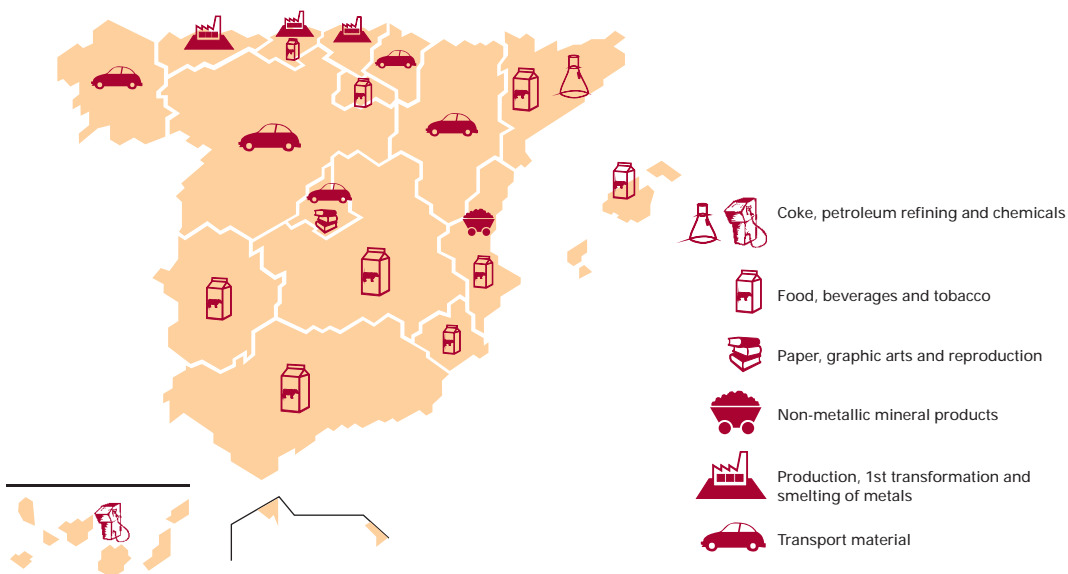 Coke, petroleum refining and chemicals
Food, beverages and tobacco
Paper, graphic arts and reproduction
Non-metallic mineral products
Production, 1st transformation and
smelting of metals
Transport material